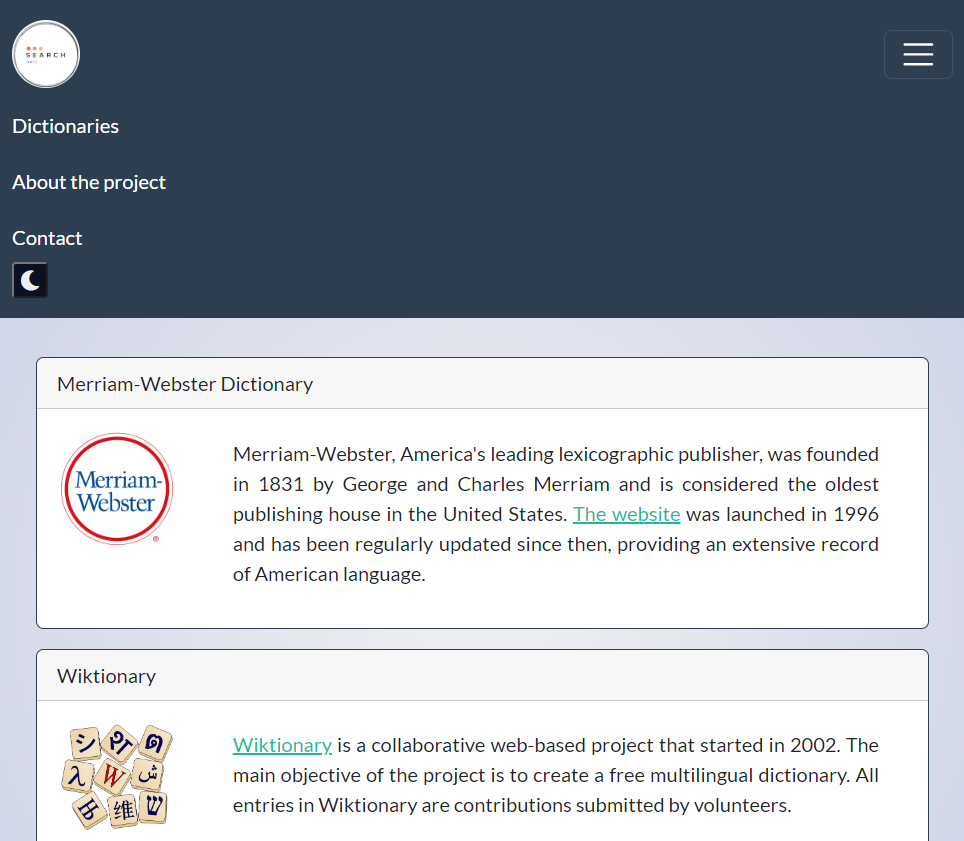 SEARCH
Dictionaries
About the project
Contact
Merriam-Webster Dictionary
Merriam-
Webster
®
Merriam-Webster, America's leading lexicographic publisher, was founded
in 1831 by George and Charles Merriam and is considered the oldest
publishing house in the United States. The website was launched in 1996
and has been regularly updated since then, providing an extensive record
of American language.
Wiktionary
シ
ด
λ W ش
维 ש
Wiktionary is a collaborative web-based project that started in 2002. The
main objective of the project is to create a free multilingual dictionary. All
entries in Wiktionary are contributions submitted by volunteers.